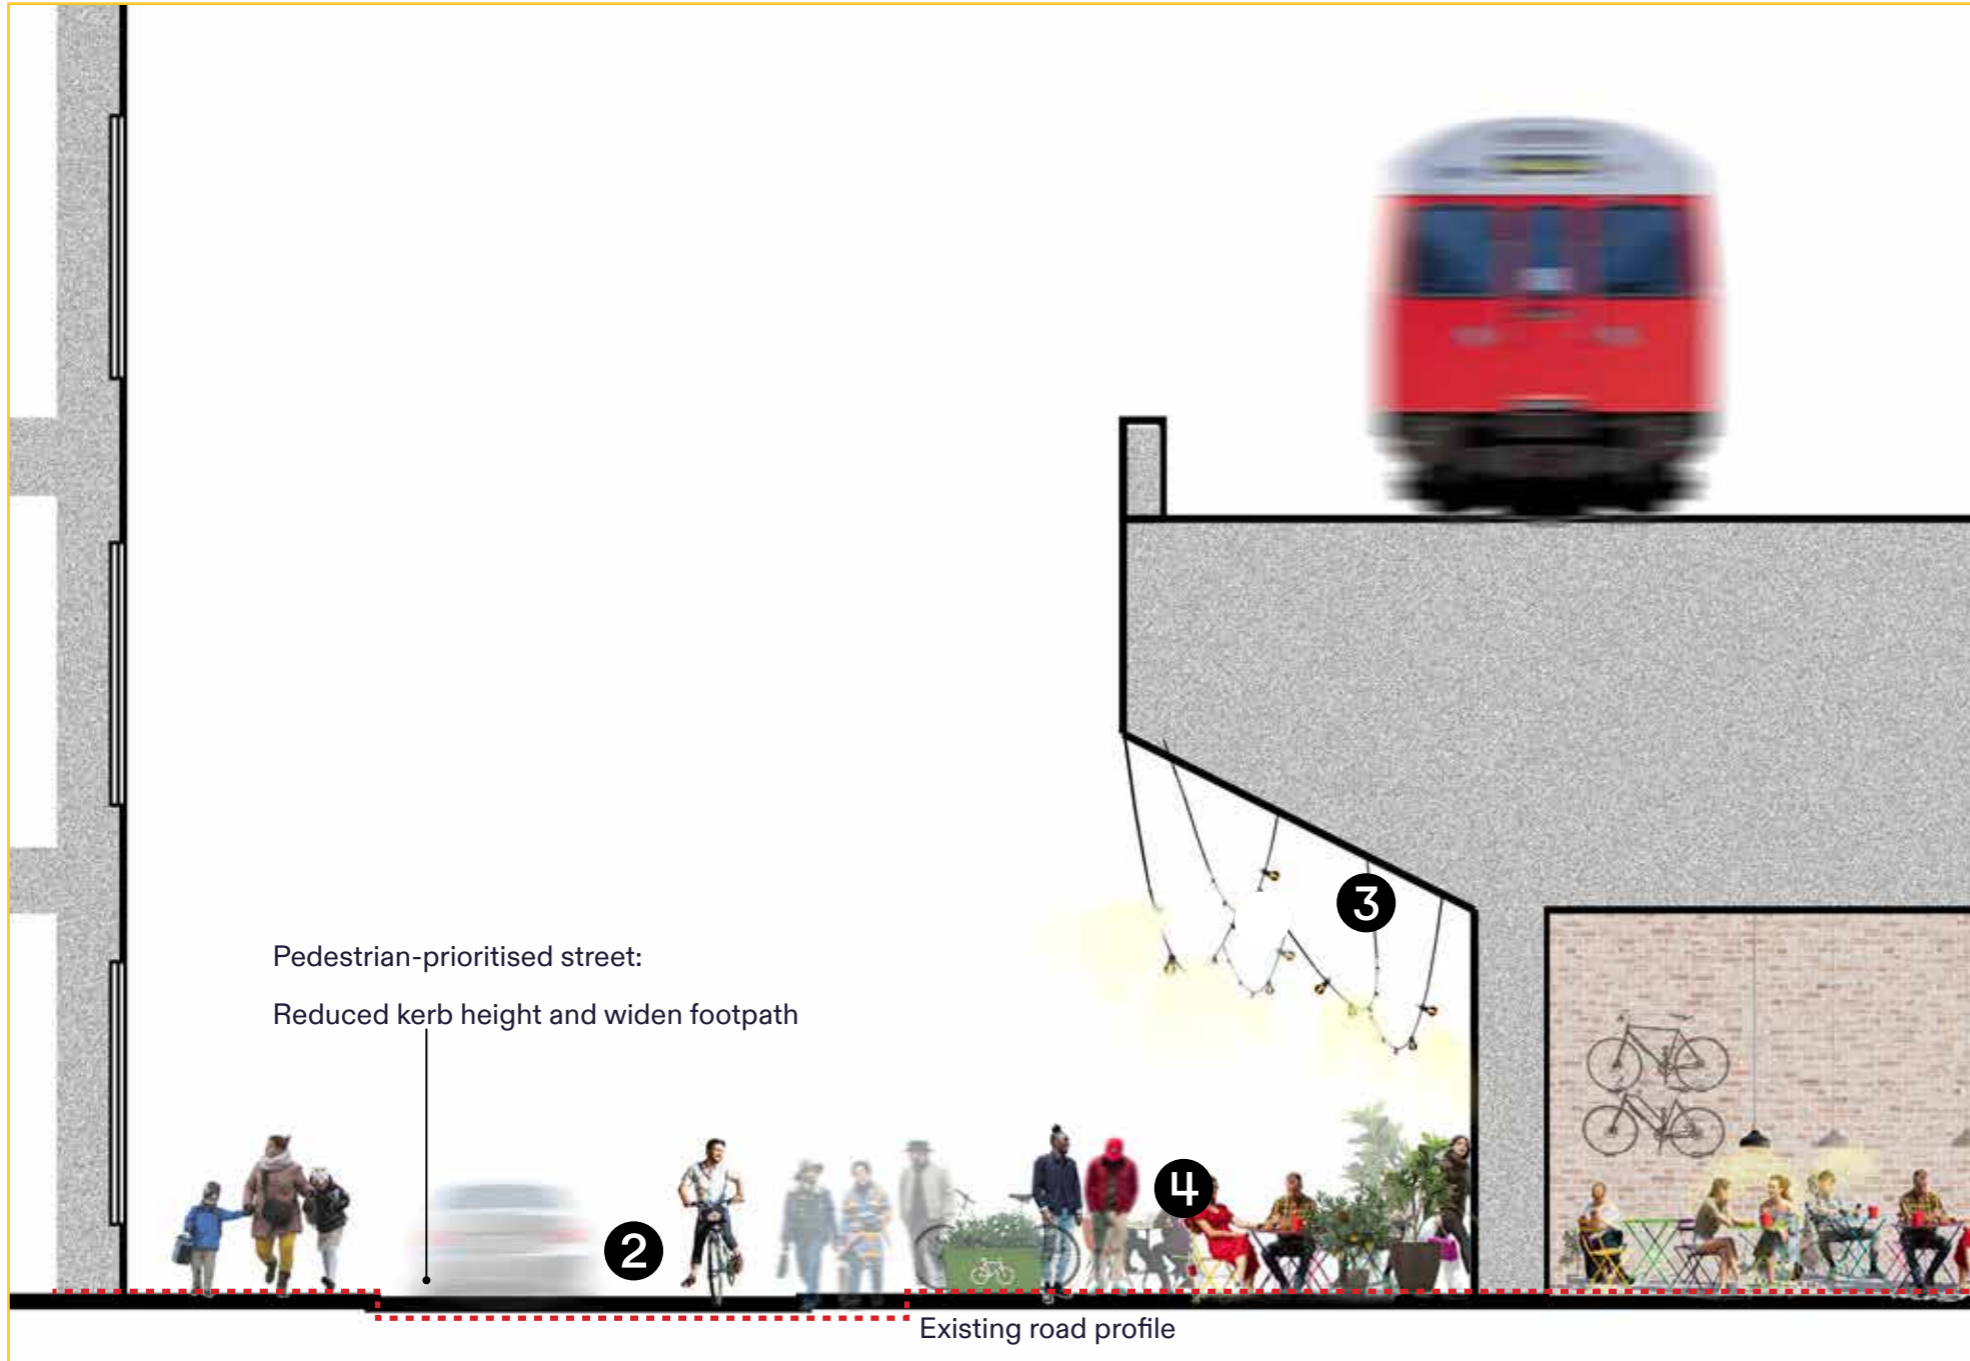 3
Pedestrian-prioritised street:
Reduced kerb height and widen footpath
4
2
Existing road profile